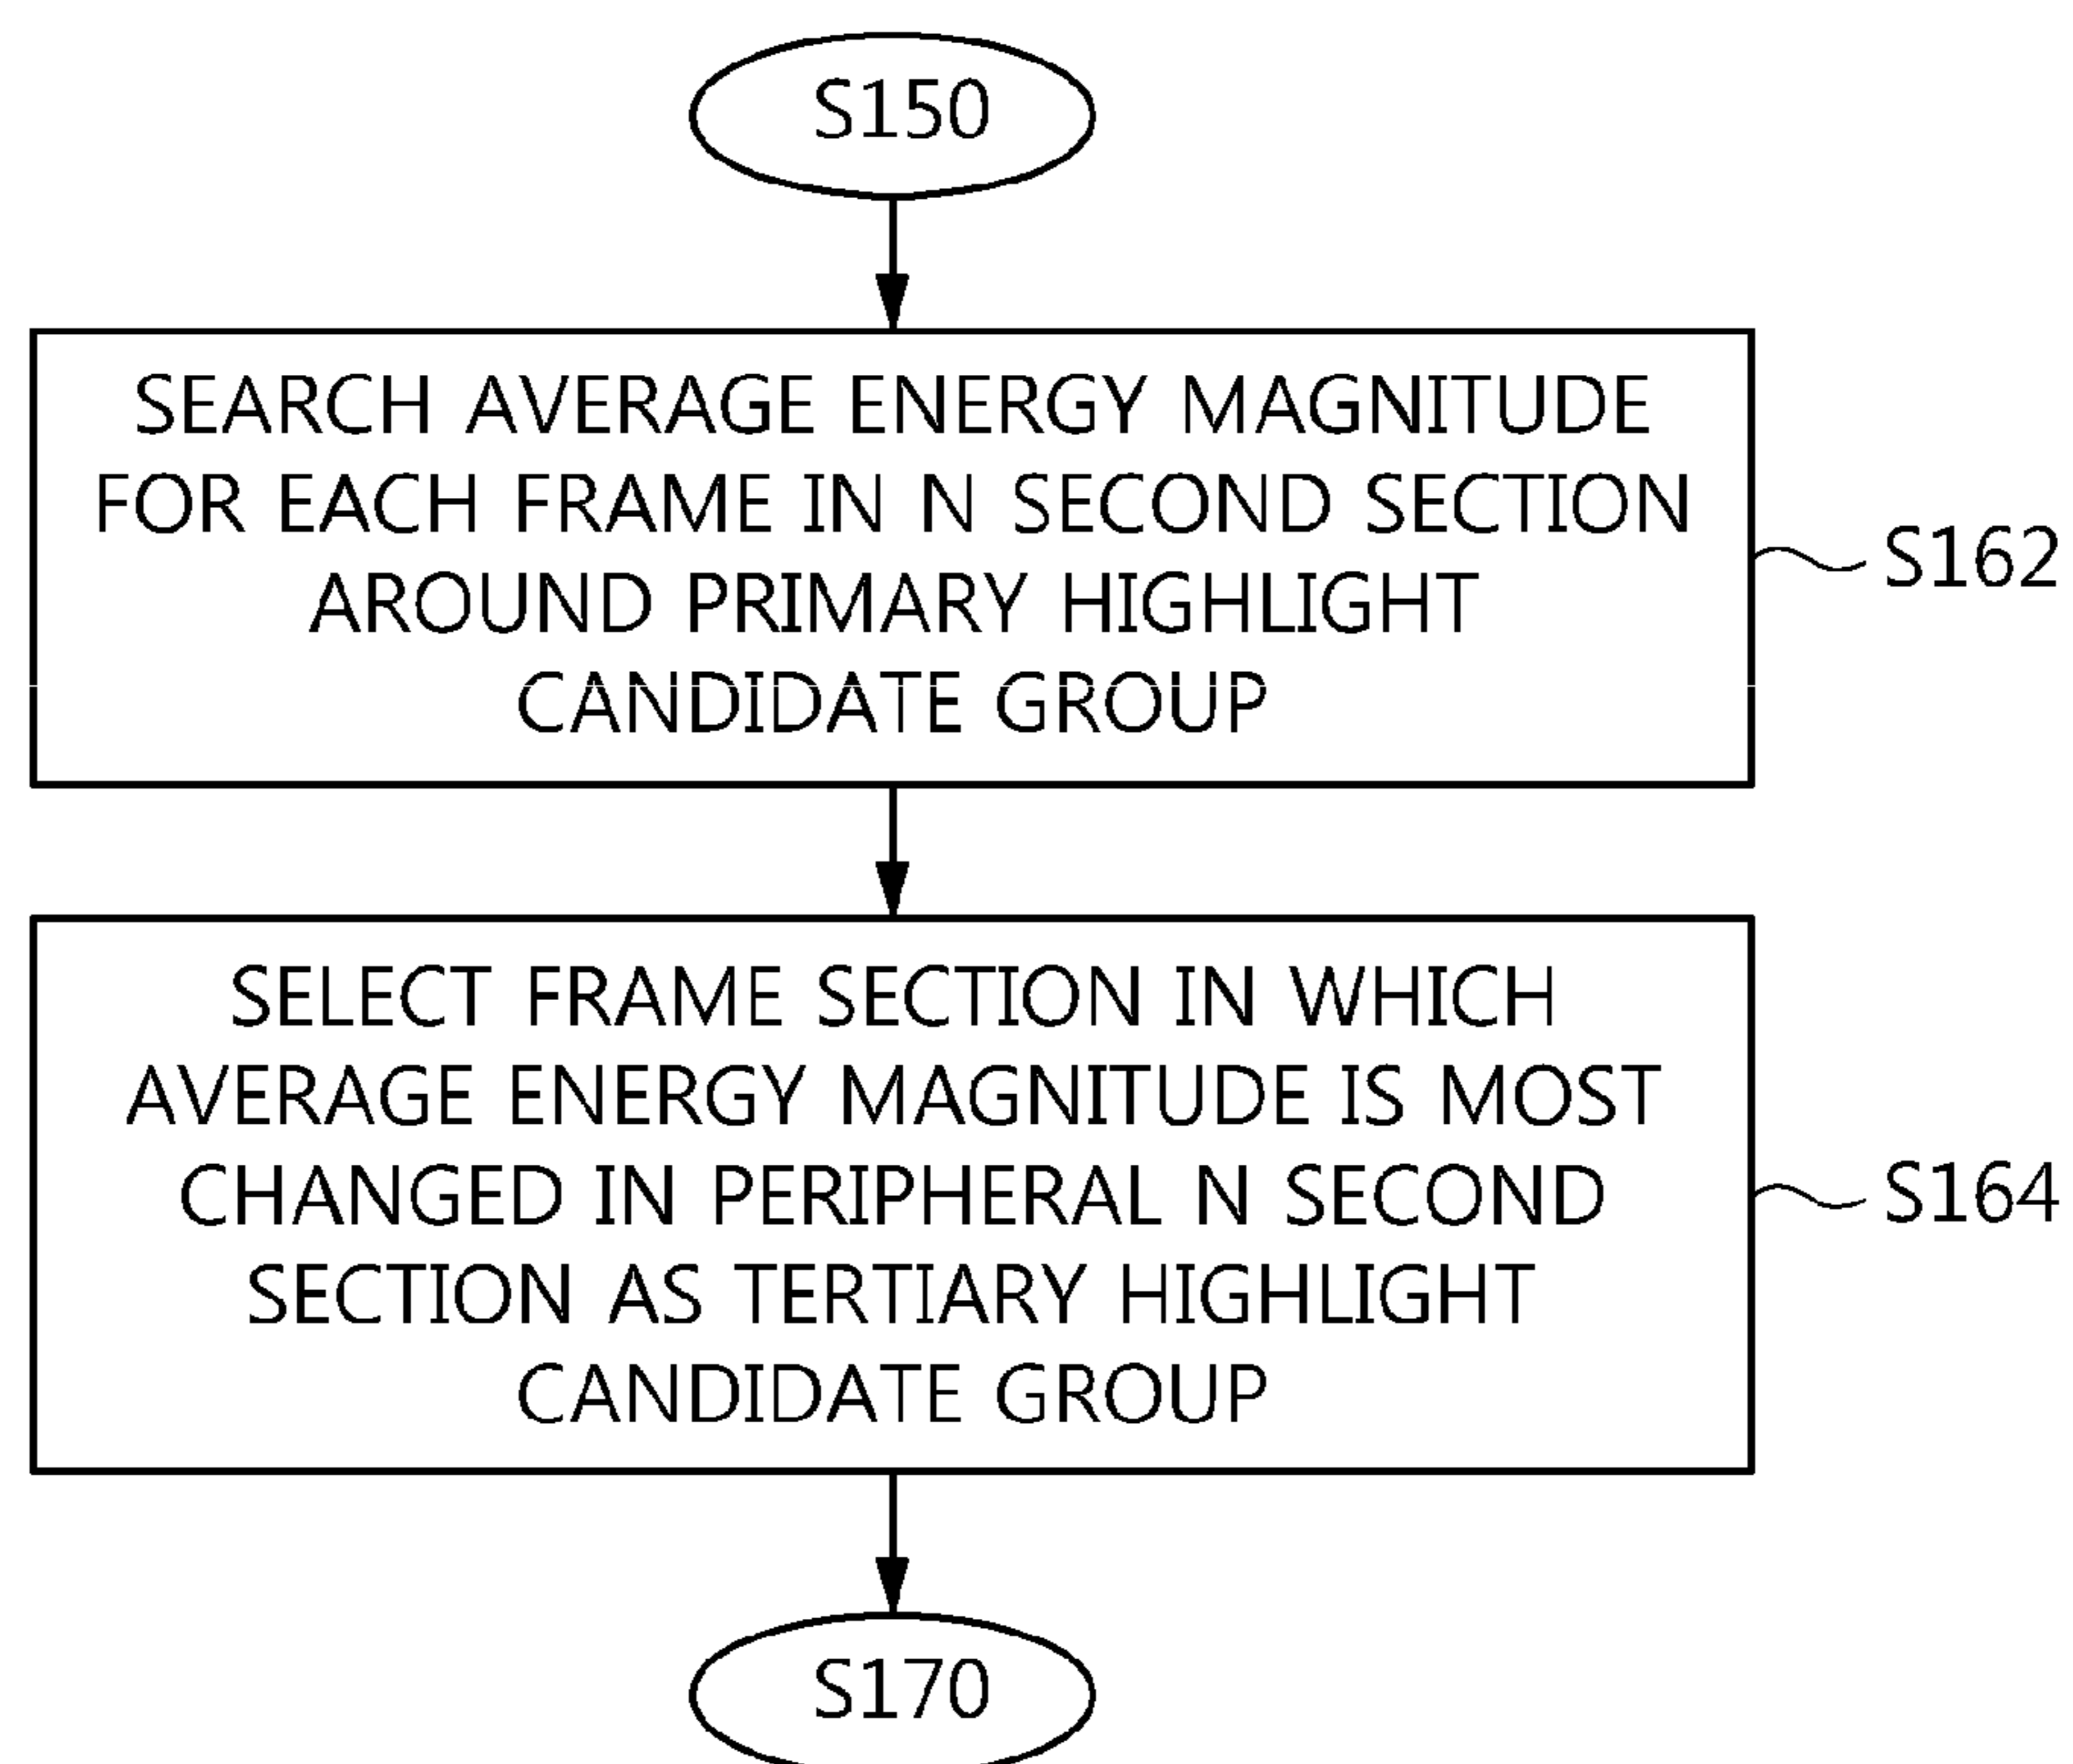 S150
SEARCH AVERAGE ENERGY MAGNITUDE
FOR EACH FRAME IN N SECOND SECTION
AROUND PRIMARY HIGHLIGHT
CANDIDATE GROUP
S162
SELECT FRAME SECTION IN WHICH
AVERAGE ENERGY MAGNITUDE IS MOST
CHANGED IN PERIPHERAL N SECOND
SECTION AS TERTIARY HIGHLIGHT
CANDIDATE GROUP
S164
S170